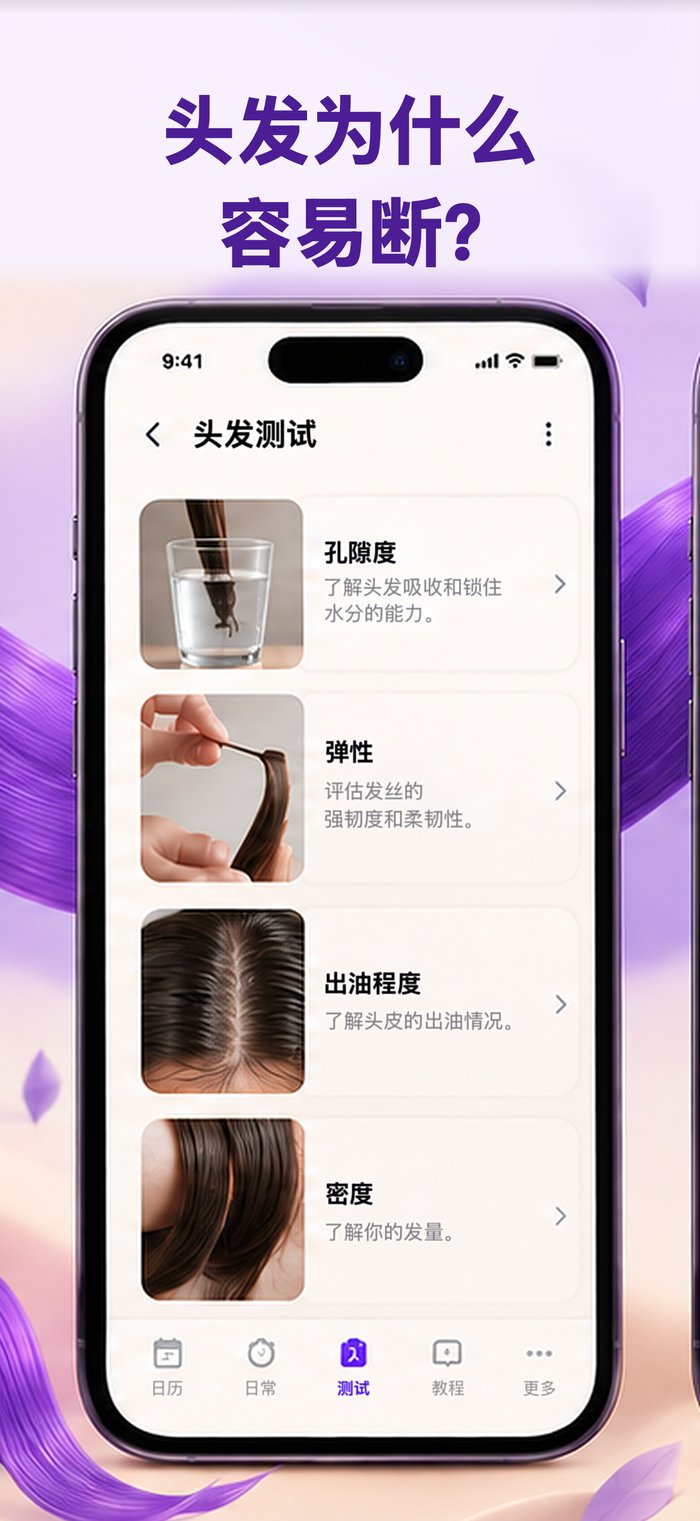 头发为什么
容易断？
9:41
头发测试
孔隙度
了解头发吸收和锁住
水分的能力。
弹性
评估发丝的
强韧度和柔韧性。
出油程度
了解头皮的出油情况。
密度
了解你的发量。
日历
日常
测试
教程
更多